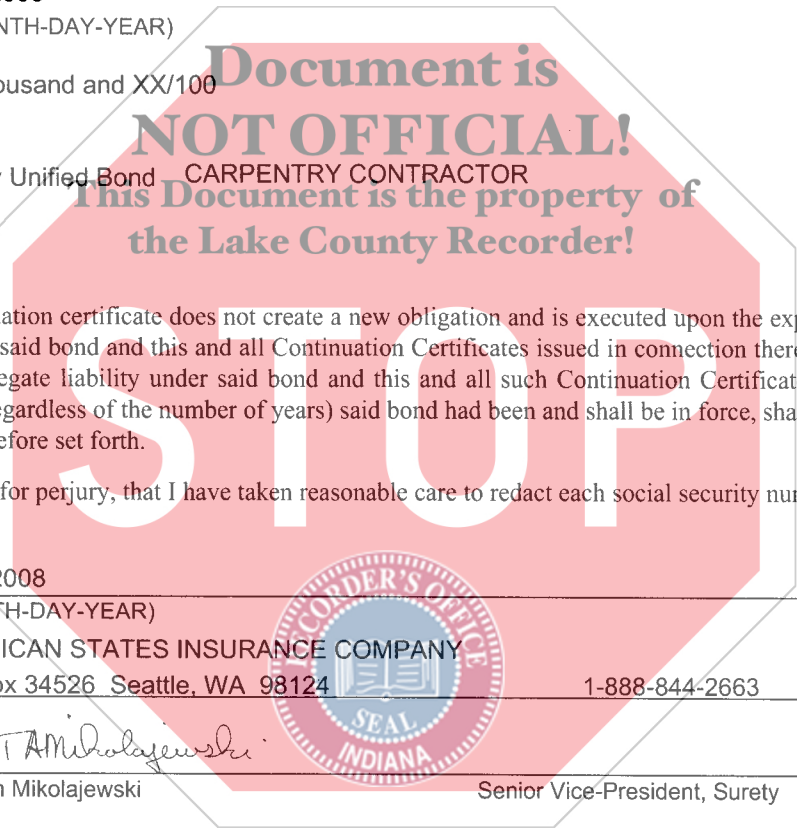 NTH-DAY-YEAR)
ousand and XX/100
Document is
NOT OFFICIAL!
Unified Bond CARPENTRY CONTRACTOR
This Document is the property of
the Lake County Recorder!
STOP
ation certificate does not create a new obligation and is executed upon the exp
said bond and this and all Continuation Certificates issued in connection there
egate liability under said bond and this and all such Continuation Certificat
egardless of the number of years) said bond had been and shall be in force, sha
efore set forth.
for perjury, that I have taken reasonable care to redact each social security nu
2008
TH-DAY-YEAR)
ICAN STATES INSURANCE COMPANY
ox 34526 Seattle, WA 98124 1-888-844-2663
RECORDER'S OFFICE
SEAL
INDIANA
TAMikolajewski
Mikolajewski Senior Vice-President, Surety